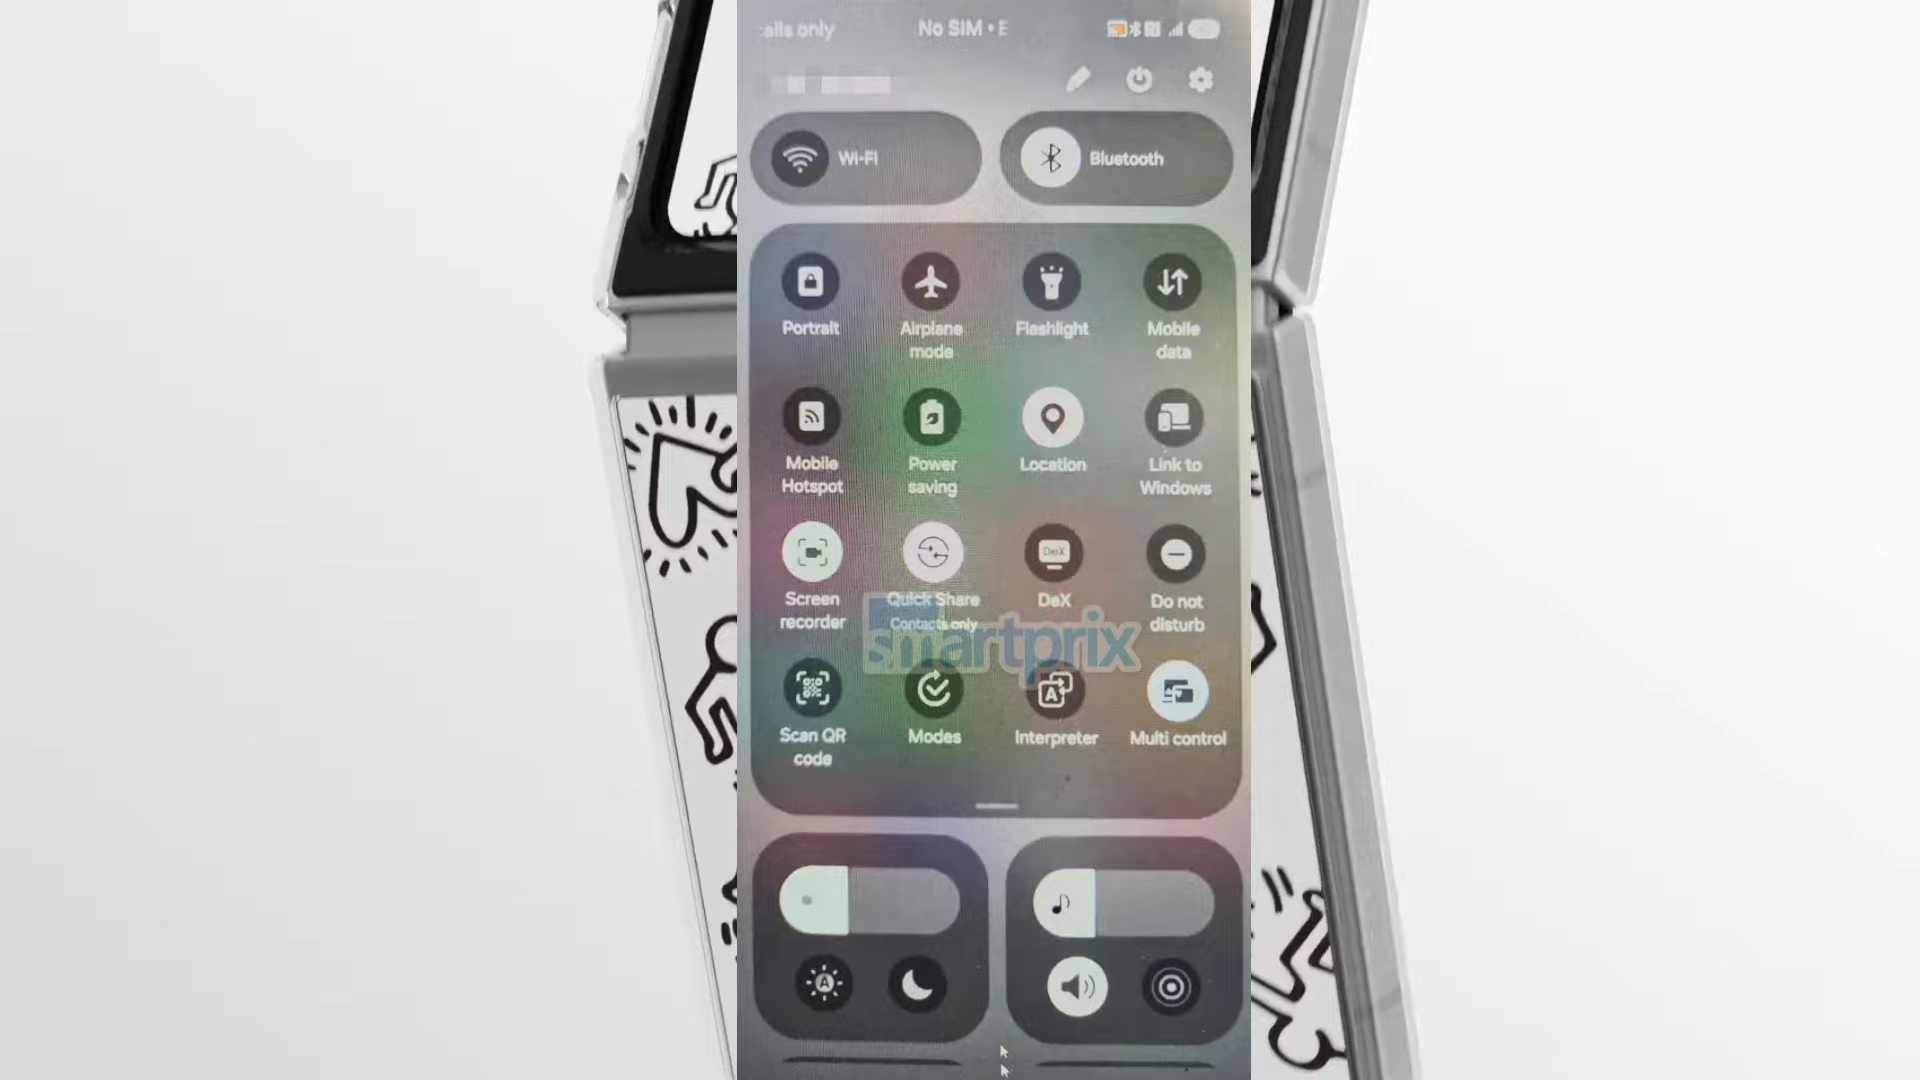 alls only No SIM • E
Wi-Fi Bluetooth
Portrait Airplane mode Flashlight Mobile data
Mobile Hotspot Power saving Location Link to Windows
Screen recorder Quick Share Contacts only DeX Do not disturb
smartprix
Scan QR code Modes Interpreter Multi control
DeX
A
A